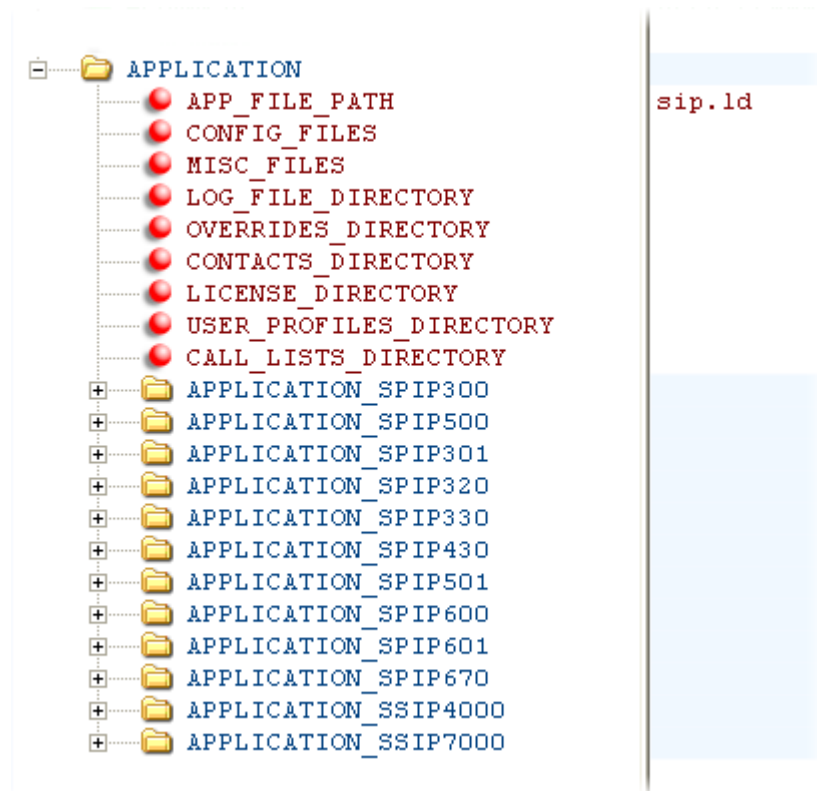 APPLICATION
APP_FILE_PATH sip.ld
CONFIG_FILES
MISC_FILES
LOG_FILE_DIRECTORY
OVERRIDES_DIRECTORY
CONTACTS_DIRECTORY
LICENSE_DIRECTORY
USER_PROFILES_DIRECTORY
CALL_LISTS_DIRECTORY
APPLICATION_SPIP300
APPLICATION_SPIP500
APPLICATION_SPIP301
APPLICATION_SPIP320
APPLICATION_SPIP330
APPLICATION_SPIP430
APPLICATION_SPIP501
APPLICATION_SPIP600
APPLICATION_SPIP601
APPLICATION_SPIP670
APPLICATION_SSIP4000
APPLICATION_SSIP7000